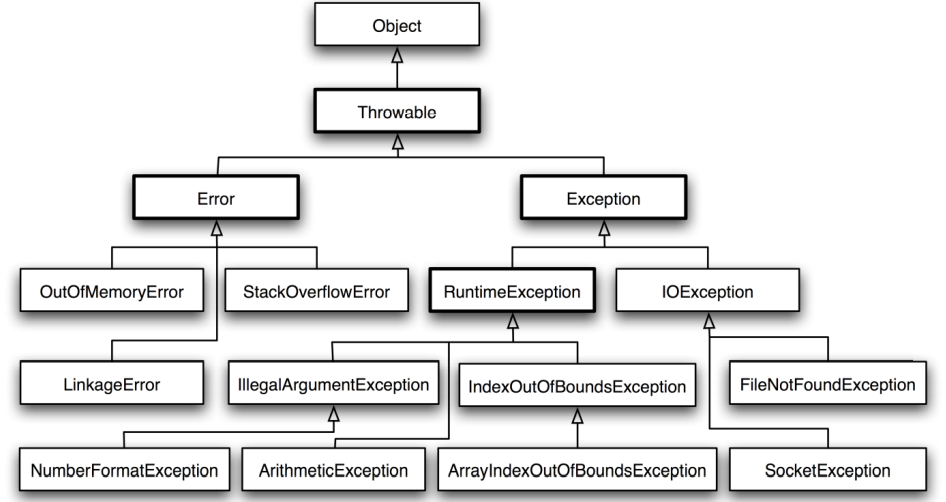 Object
Throwable
Error
Exception
OutOfMemoryError
StackOverflowError
RuntimeException
IOException
LinkageError
IllegalArgumentException
IndexOutOfBoundsException
FileNotFoundException
NumberFormatException
ArithmeticException
ArrayIndexOutOfBoundsException
SocketException